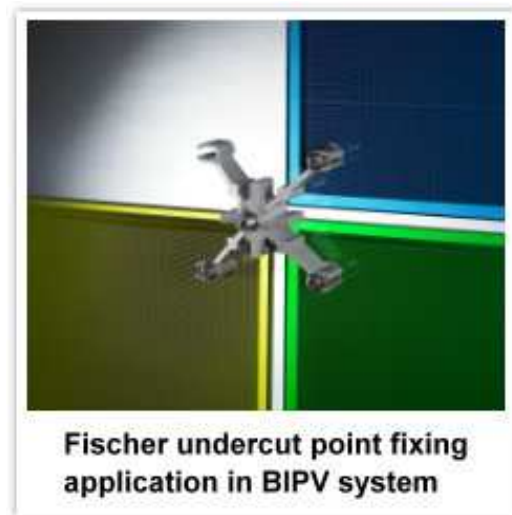 Fischer undercut point fixing
application in BIPV system